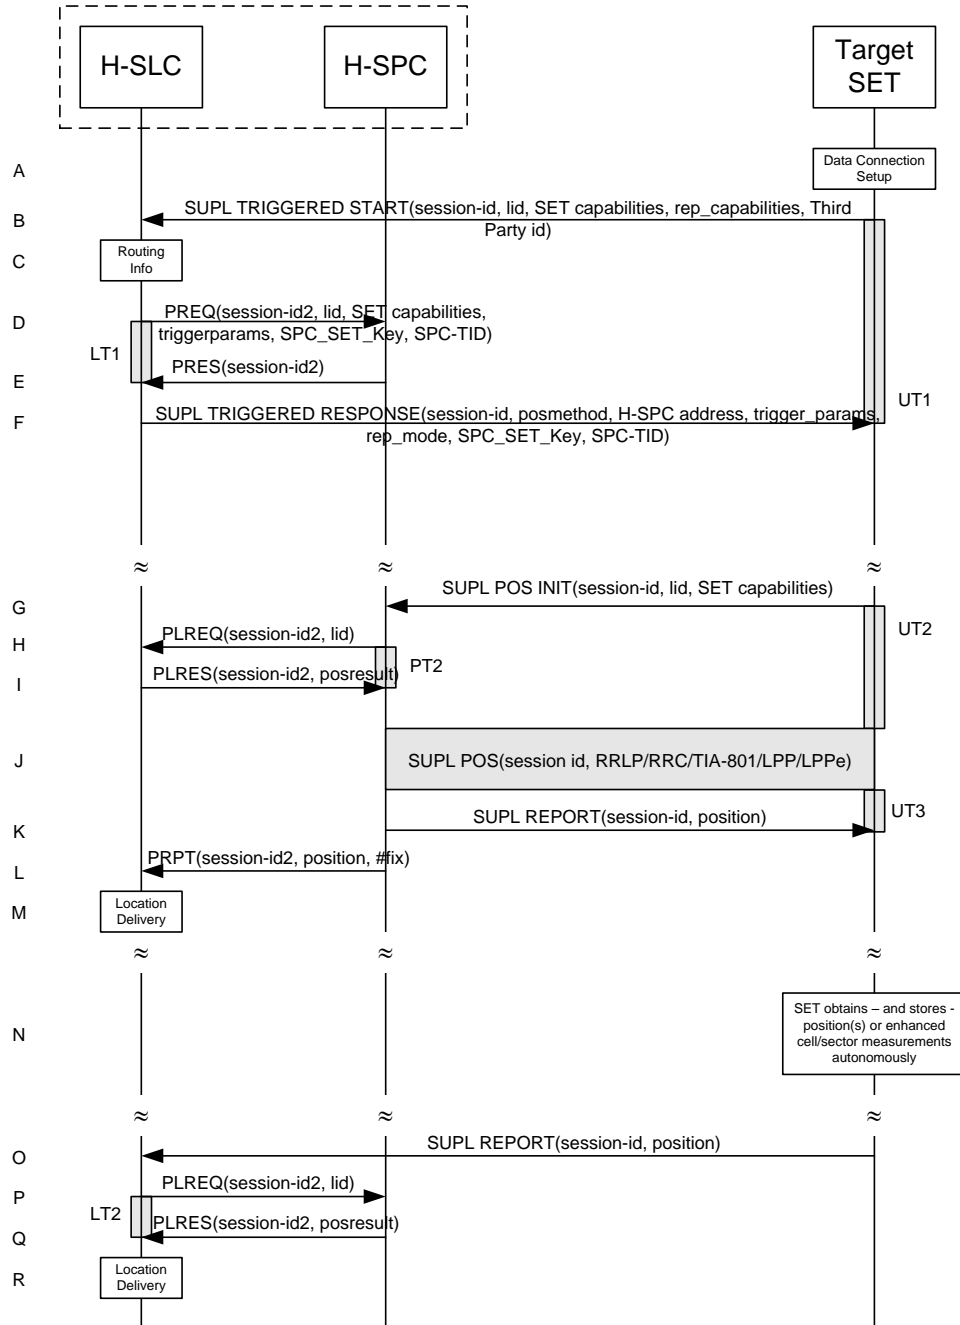 H-SLC
H-SPC
Target
SET
A
Data Connection
Setup
B
SUPL TRIGGERED START(session-id, lid, SET capabilities, rep_capabilities, Third
Party id)
C
Routing
Info
D
PREQ(session-id2, lid, SET capabilities,
triggerparams, SPC_SET_Key, SPC-TID)
LT1
E
PRES(session-id2)
UT1
F
SUPL TRIGGERED RESPONSE(session-id, posmethod, H-SPC address, trigger_params,
rep_mode, SPC_SET_Key, SPC-TID)
≈ ≈ ≈
G
SUPL POS INIT(session-id, lid, SET capabilities)
UT2
H
PLREQ(session-id2, lid)
PT2
I
PLRES(session-id2, posresult)
J
SUPL POS(session id, RRLP/RRC/TIA-801/LPP/LPPe)
UT3
K
SUPL REPORT(session-id, position)
L
PRPT(session-id2, position, #fix)
M
Location
Delivery
≈ ≈ ≈
N
SET obtains – and stores -
position(s) or enhanced
cell/sector measurements
autonomously
≈ ≈ ≈
O
SUPL REPORT(session-id, position)
P
PLREQ(session-id2, lid)
LT2
Q
PLRES(session-id2, posresult)
R
Location
Delivery